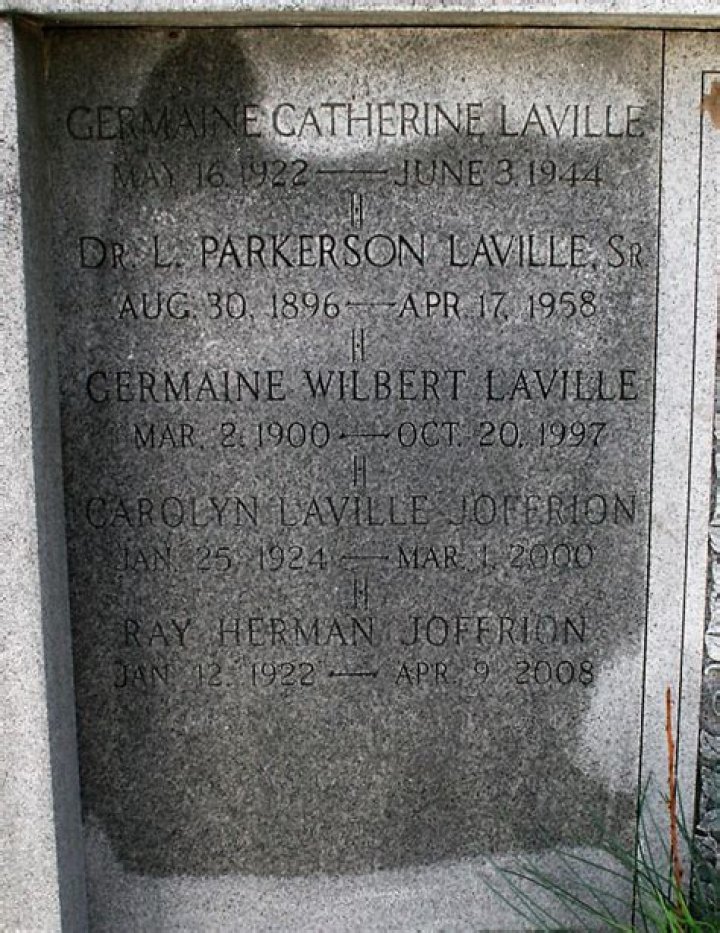 GERMAINE CATHERINE LAVILLE
MAY 16, 1922 — JUNE 3, 1944
DR. L. PARKERSON LAVILLE, SR
AUG. 30, 1896 — APR. 17, 1958
GERMAINE WILBERT LAVILLE
MAR. 2, 1900 — OCT. 20, 1997
CAROLYN LAVILLE JOFFRION
JAN. 25, 1924 — MAR. 1, 2000
RAY HERMAN JOFFRION
JAN. 12, 1922 — APR. 9, 2008